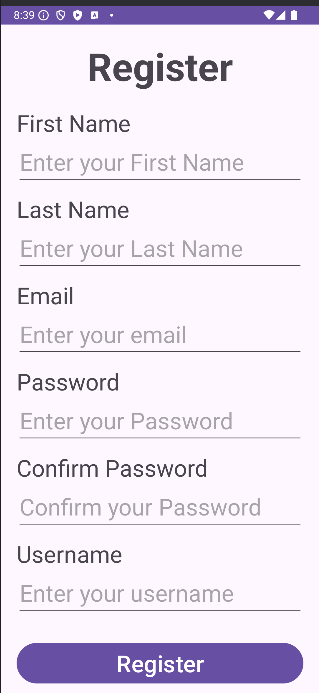 8:39
Register
First Name
Enter your First Name
Last Name
Enter your Last Name
Email
Enter your email
Password
Enter your Password
Confirm Password
Confirm your Password
Username
Enter your username
Register